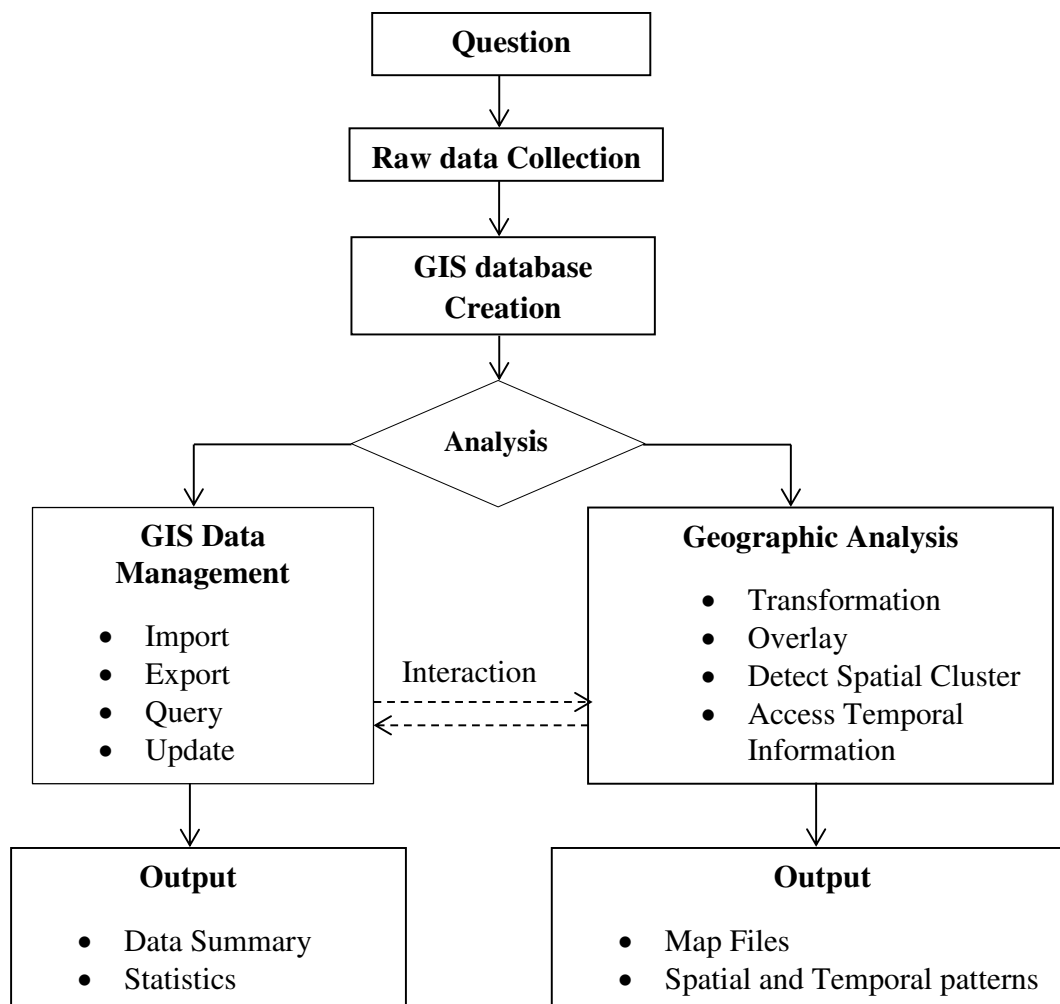 Question
Raw data Collection
GIS database
Creation
Analysis
GIS Data
Management
• Import
• Export
• Query
• Update
Interaction
Geographic Analysis
• Transformation
• Overlay
• Detect Spatial Cluster
• Access Temporal
Information
Output
• Data Summary
• Statistics
Output
• Map Files
• Spatial and Temporal patterns